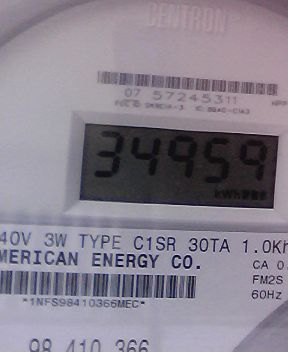 CENTRON
07 57245311
34959
kWh
40V 3W TYPE C1SR 30TA 1.0Kh
MERICAN ENERGY CO.
CA 0.
*1NFS98410366MEC*
FM2S
60Hz
98 410 366